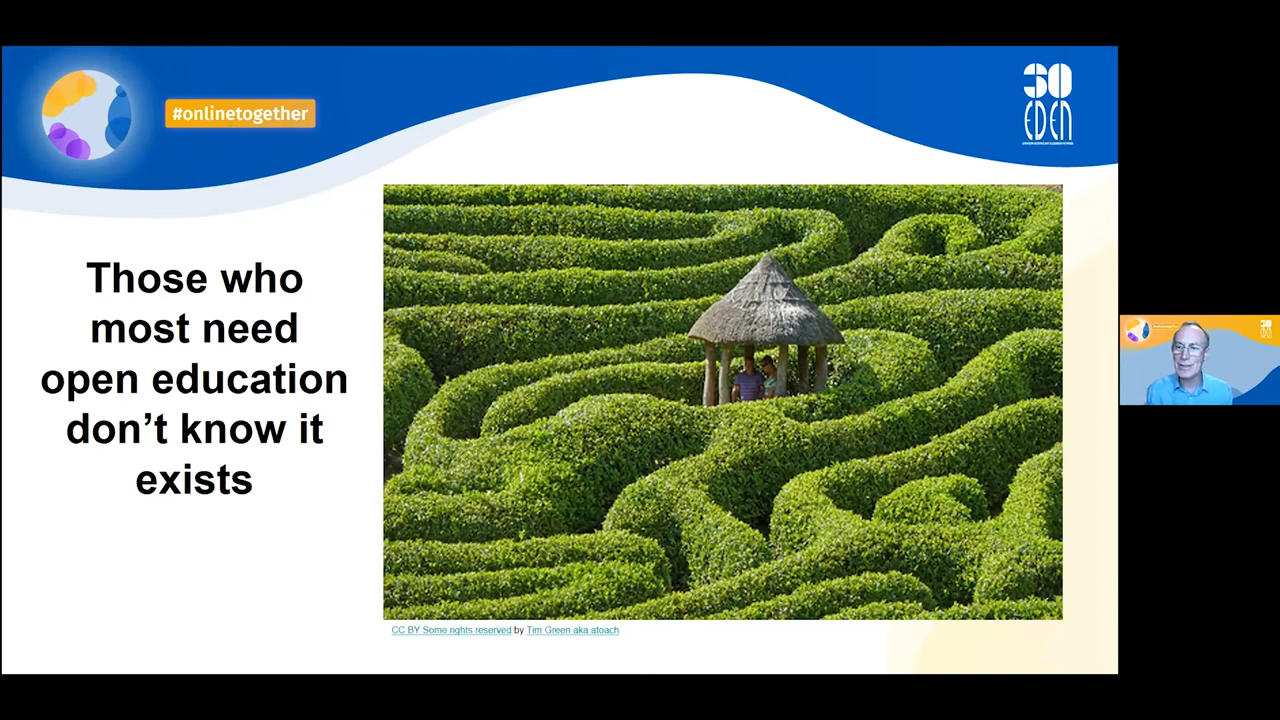 #onlinetogether
30
EDEN
Those who
most need
open education
don’t know it
exists
CC BY Some rights reserved by Tim Green aka atoach